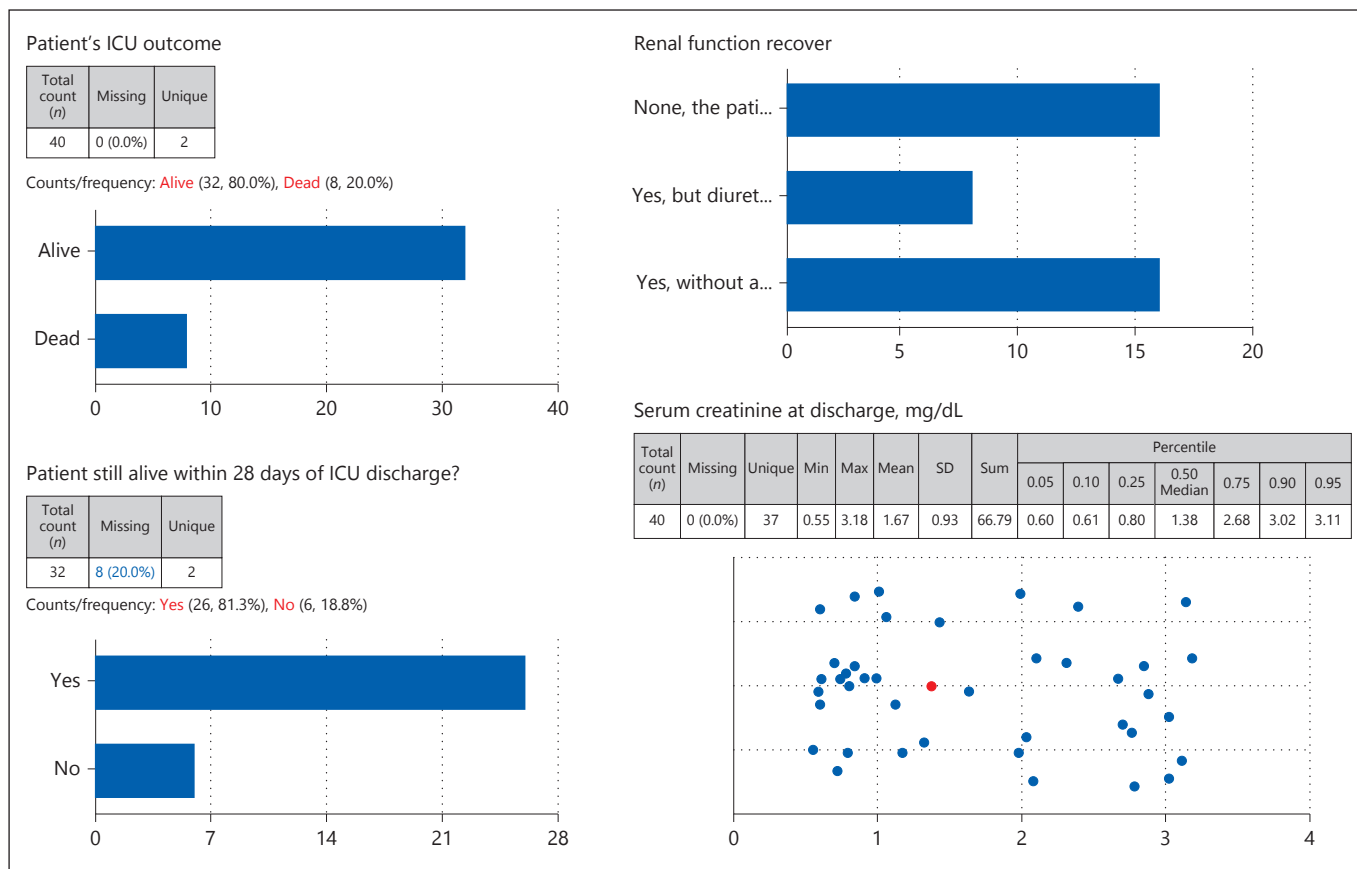 Patient's ICU outcome
Total count (n) Missing Unique
40 0 (0.0%) 2
Counts/frequency: Alive (32, 80.0%), Dead (8, 20.0%)
Alive
Dead
0 10 20 30 40
Patient still alive within 28 days of ICU discharge?
Total count (n) Missing Unique
32 8 (20.0%) 2
Counts/frequency: Yes (26, 81.3%), No (6, 18.8%)
Yes
No
0 7 14 21 28
Renal function recover
None, the pati...
Yes, but diuret...
Yes, without a...
0 5 10 15 20
Serum creatinine at discharge, mg/dL
Total count (n) Missing Unique Min Max Mean SD Sum Percentile
0.05 0.10 0.25 0.50 Median 0.75 0.90 0.95
40 0 (0.0%) 37 0.55 3.18 1.67 0.93 66.79 0.60 0.61 0.80 1.38 2.68 3.02 3.11
0 1 2 3 4